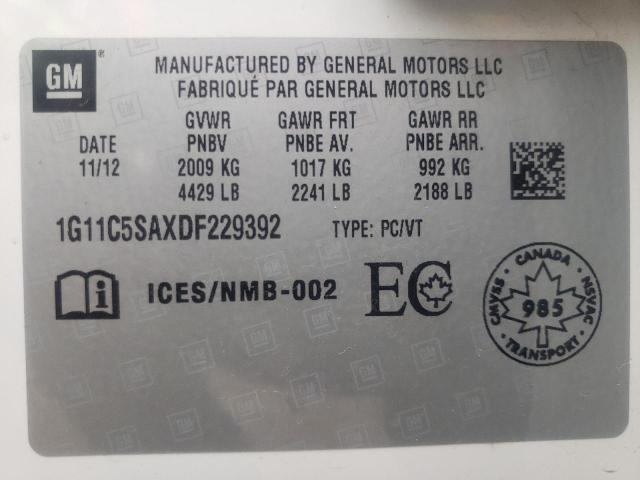 GM
MANUFACTURED BY GENERAL MOTORS LLC
FABRIQUÉ PAR GENERAL MOTORS LLC
DATE
11/12
GVWR
PNBV
2009 KG
4429 LB
GAWR FRT
PNBE AV.
1017 KG
2241 LB
GAWR RR
PNBE ARR.
992 KG
2188 LB
1G11C5SAXDF229392 TYPE: PC/VT
i ICES/NMB-002 EC
CANADA
CMVSS 985 NSVAC
TRANSPORT